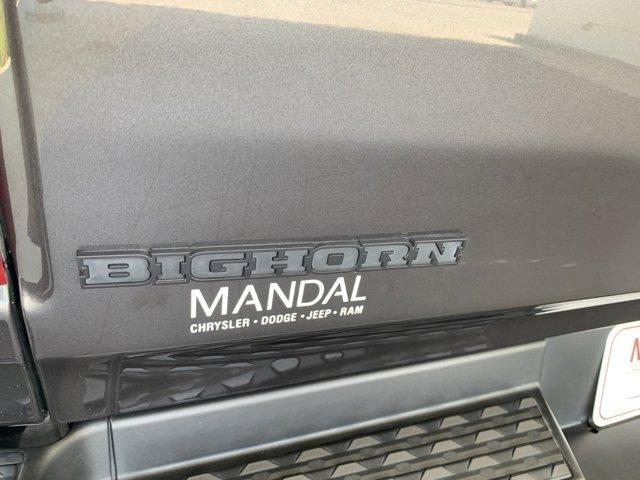 BIGHORN
MANDAL
CHRYSLER • DODGE • JEEP • RAM